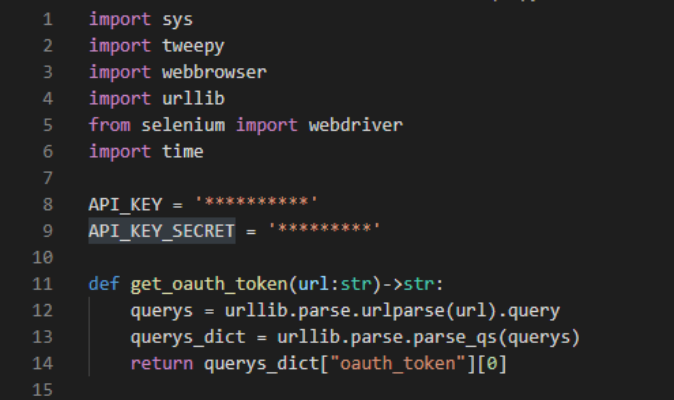 1 import sys
2 import tweepy
3 import webbrowser
4 import urllib
5 from selenium import webdriver
6 import time
7
8 API_KEY = '**********'
9 API_KEY_SECRET = '*********'
10
11 def get_oauth_token(url:str)->str:
12     querys = urllib.parse.urlparse(url).query
13     querys_dict = urllib.parse.parse_qs(querys)
14     return querys_dict["oauth_token"][0]
15